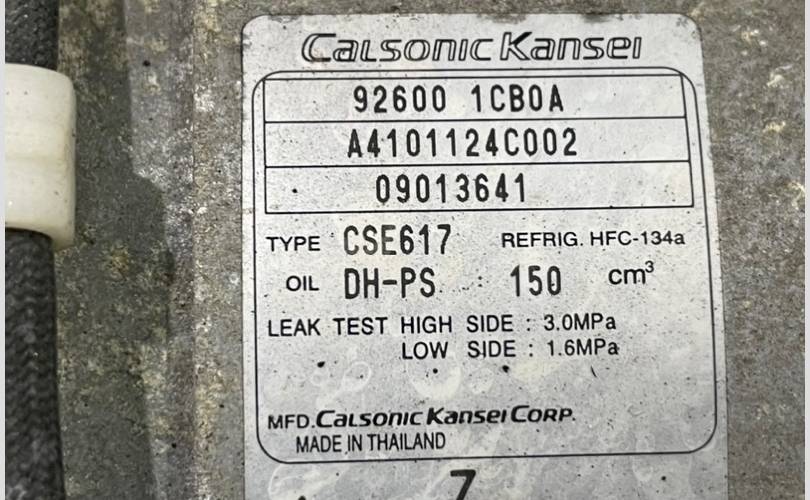 Calsonic Kansei
92600 1CB0A
A4101124C002
09013641
TYPE CSE617 REFRIG. HFC-134a
OIL DH-PS : 150 cm³
LEAK TEST HIGH SIDE : 3.0MPa
LOW SIDE : 1.6MPa
MFD. Calsonic Kansei Corp.
MADE IN THAILAND
7